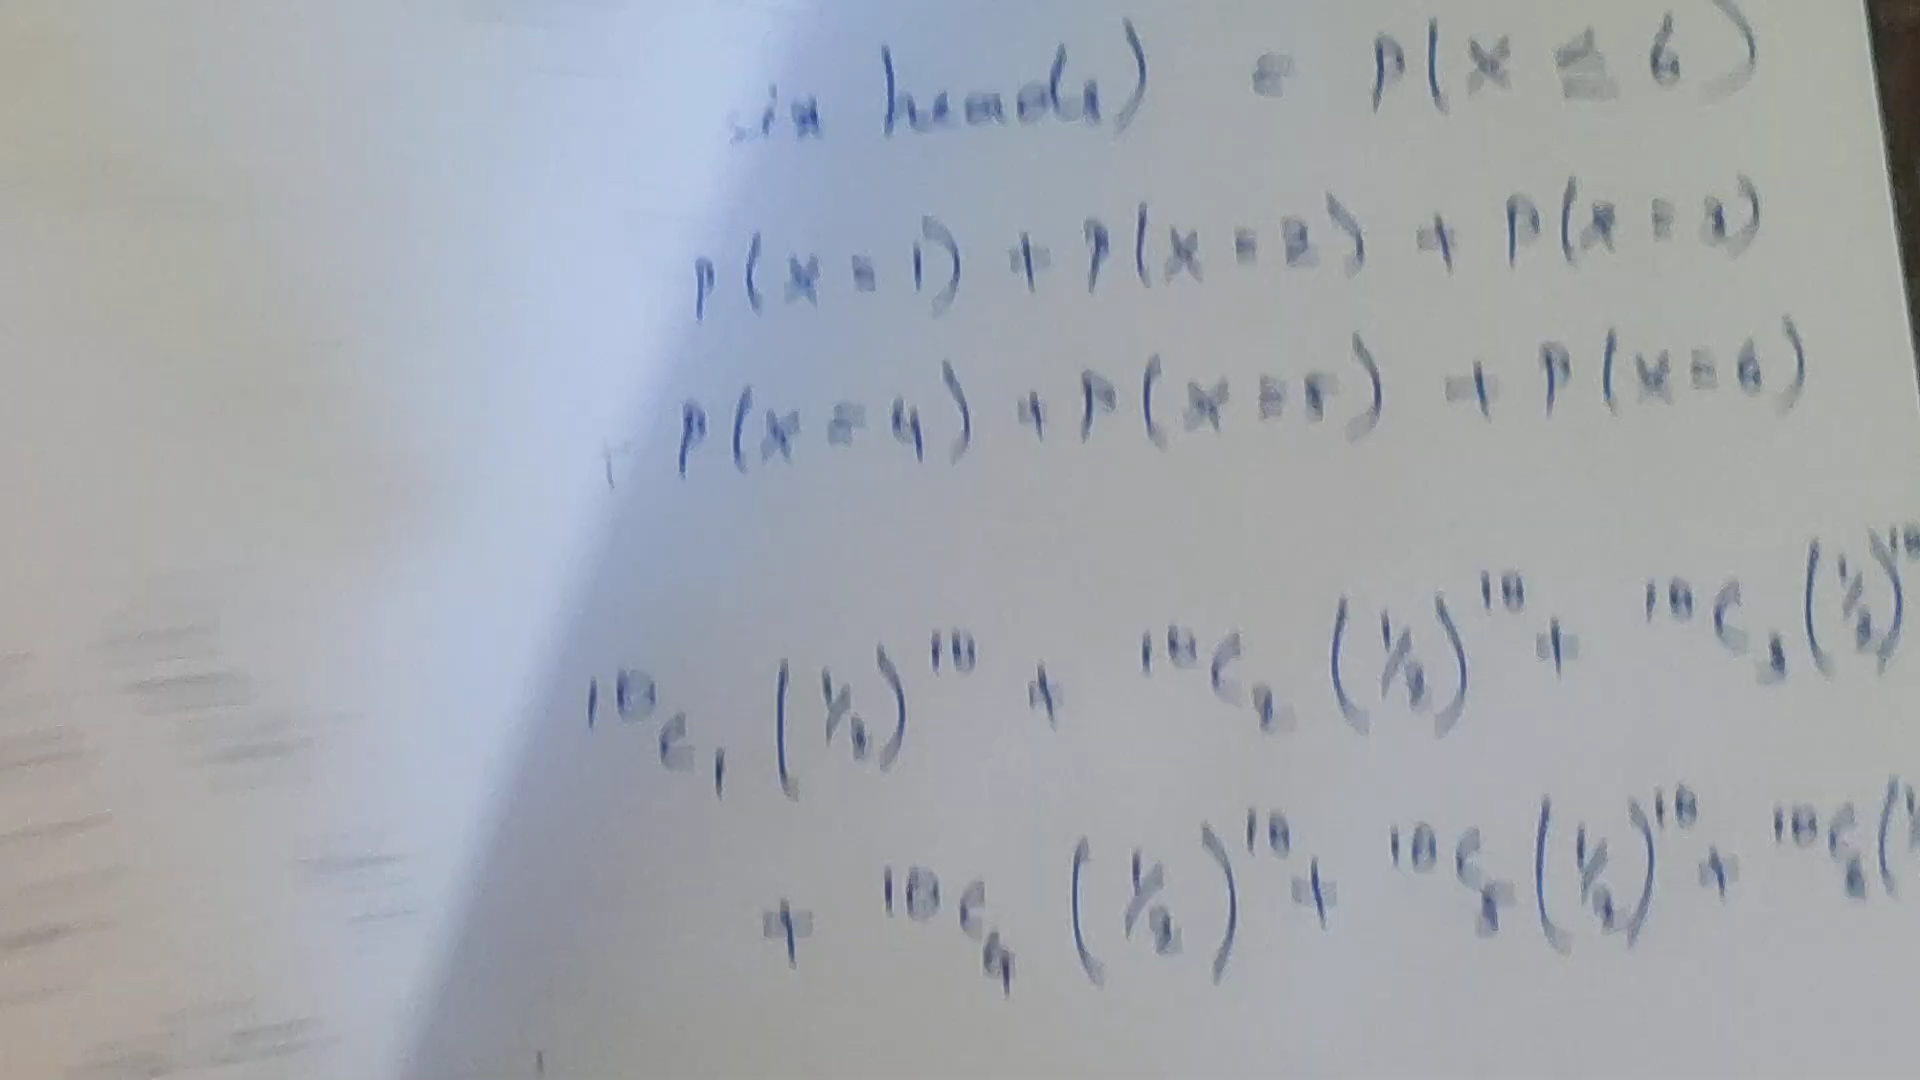 six heads) = P(x ≤ 6)
P(x=1) + P(x=2) + P(x=3)
+ P(x=4) + P(x=5) + P(x=6)
¹⁰C₁ (1/2)¹⁰ + ¹⁰C₂ (1/2)¹⁰ + ¹⁰C₃ (1/2)¹⁰
+ ¹⁰C₄ (1/2)¹⁰ + ¹⁰C₅ (1/2)¹⁰ + ¹⁰C₆ (